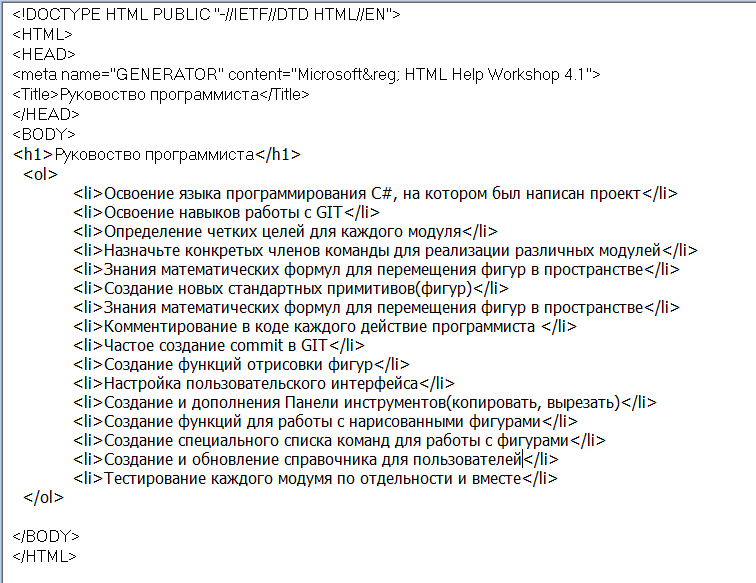 <!DOCTYPE HTML PUBLIC "-//IETF//DTD HTML//EN">
<HTML>
<HEAD>
<meta name="GENERATOR" content="Microsoft&reg; HTML Help Workshop 4.1">
<Title>Руковоство программиста</Title>
</HEAD>
<BODY>
<h1>Руковоство программиста</h1>
<ol>
<li>Освоение языка программирования C#, на котором был написан проект</li>
<li>Освоение навыков работы с GIT</li>
<li>Определение четких целей для каждого модуля</li>
<li>Назначьте конкретых членов команды для реализации различных модулей</li>
<li>Знания математических формул для перемещения фигур в пространстве</li>
<li>Создание новых стандартных примитивов(фигур)</li>
<li>Знания математических формул для перемещения фигур в пространстве</li>
<li>Комментирование в коде каждого действие программиста </li>
<li>Частое создание commit в GIT</li>
<li>Создание функций отрисовки фигур</li>
<li>Настройка пользовательского интерфейса</li>
<li>Создание и дополнения Панели инструментов(копировать, вырезать)</li>
<li>Создание функций для работы с нарисованными фигурами</li>
<li>Создание специального списка команд для работы с фигурами</li>
<li>Создание и обновление справочника для пользователей</li>
<li>Тестирование каждого модумя по отдельности и вместе</li>
</ol>
</BODY>
</HTML>